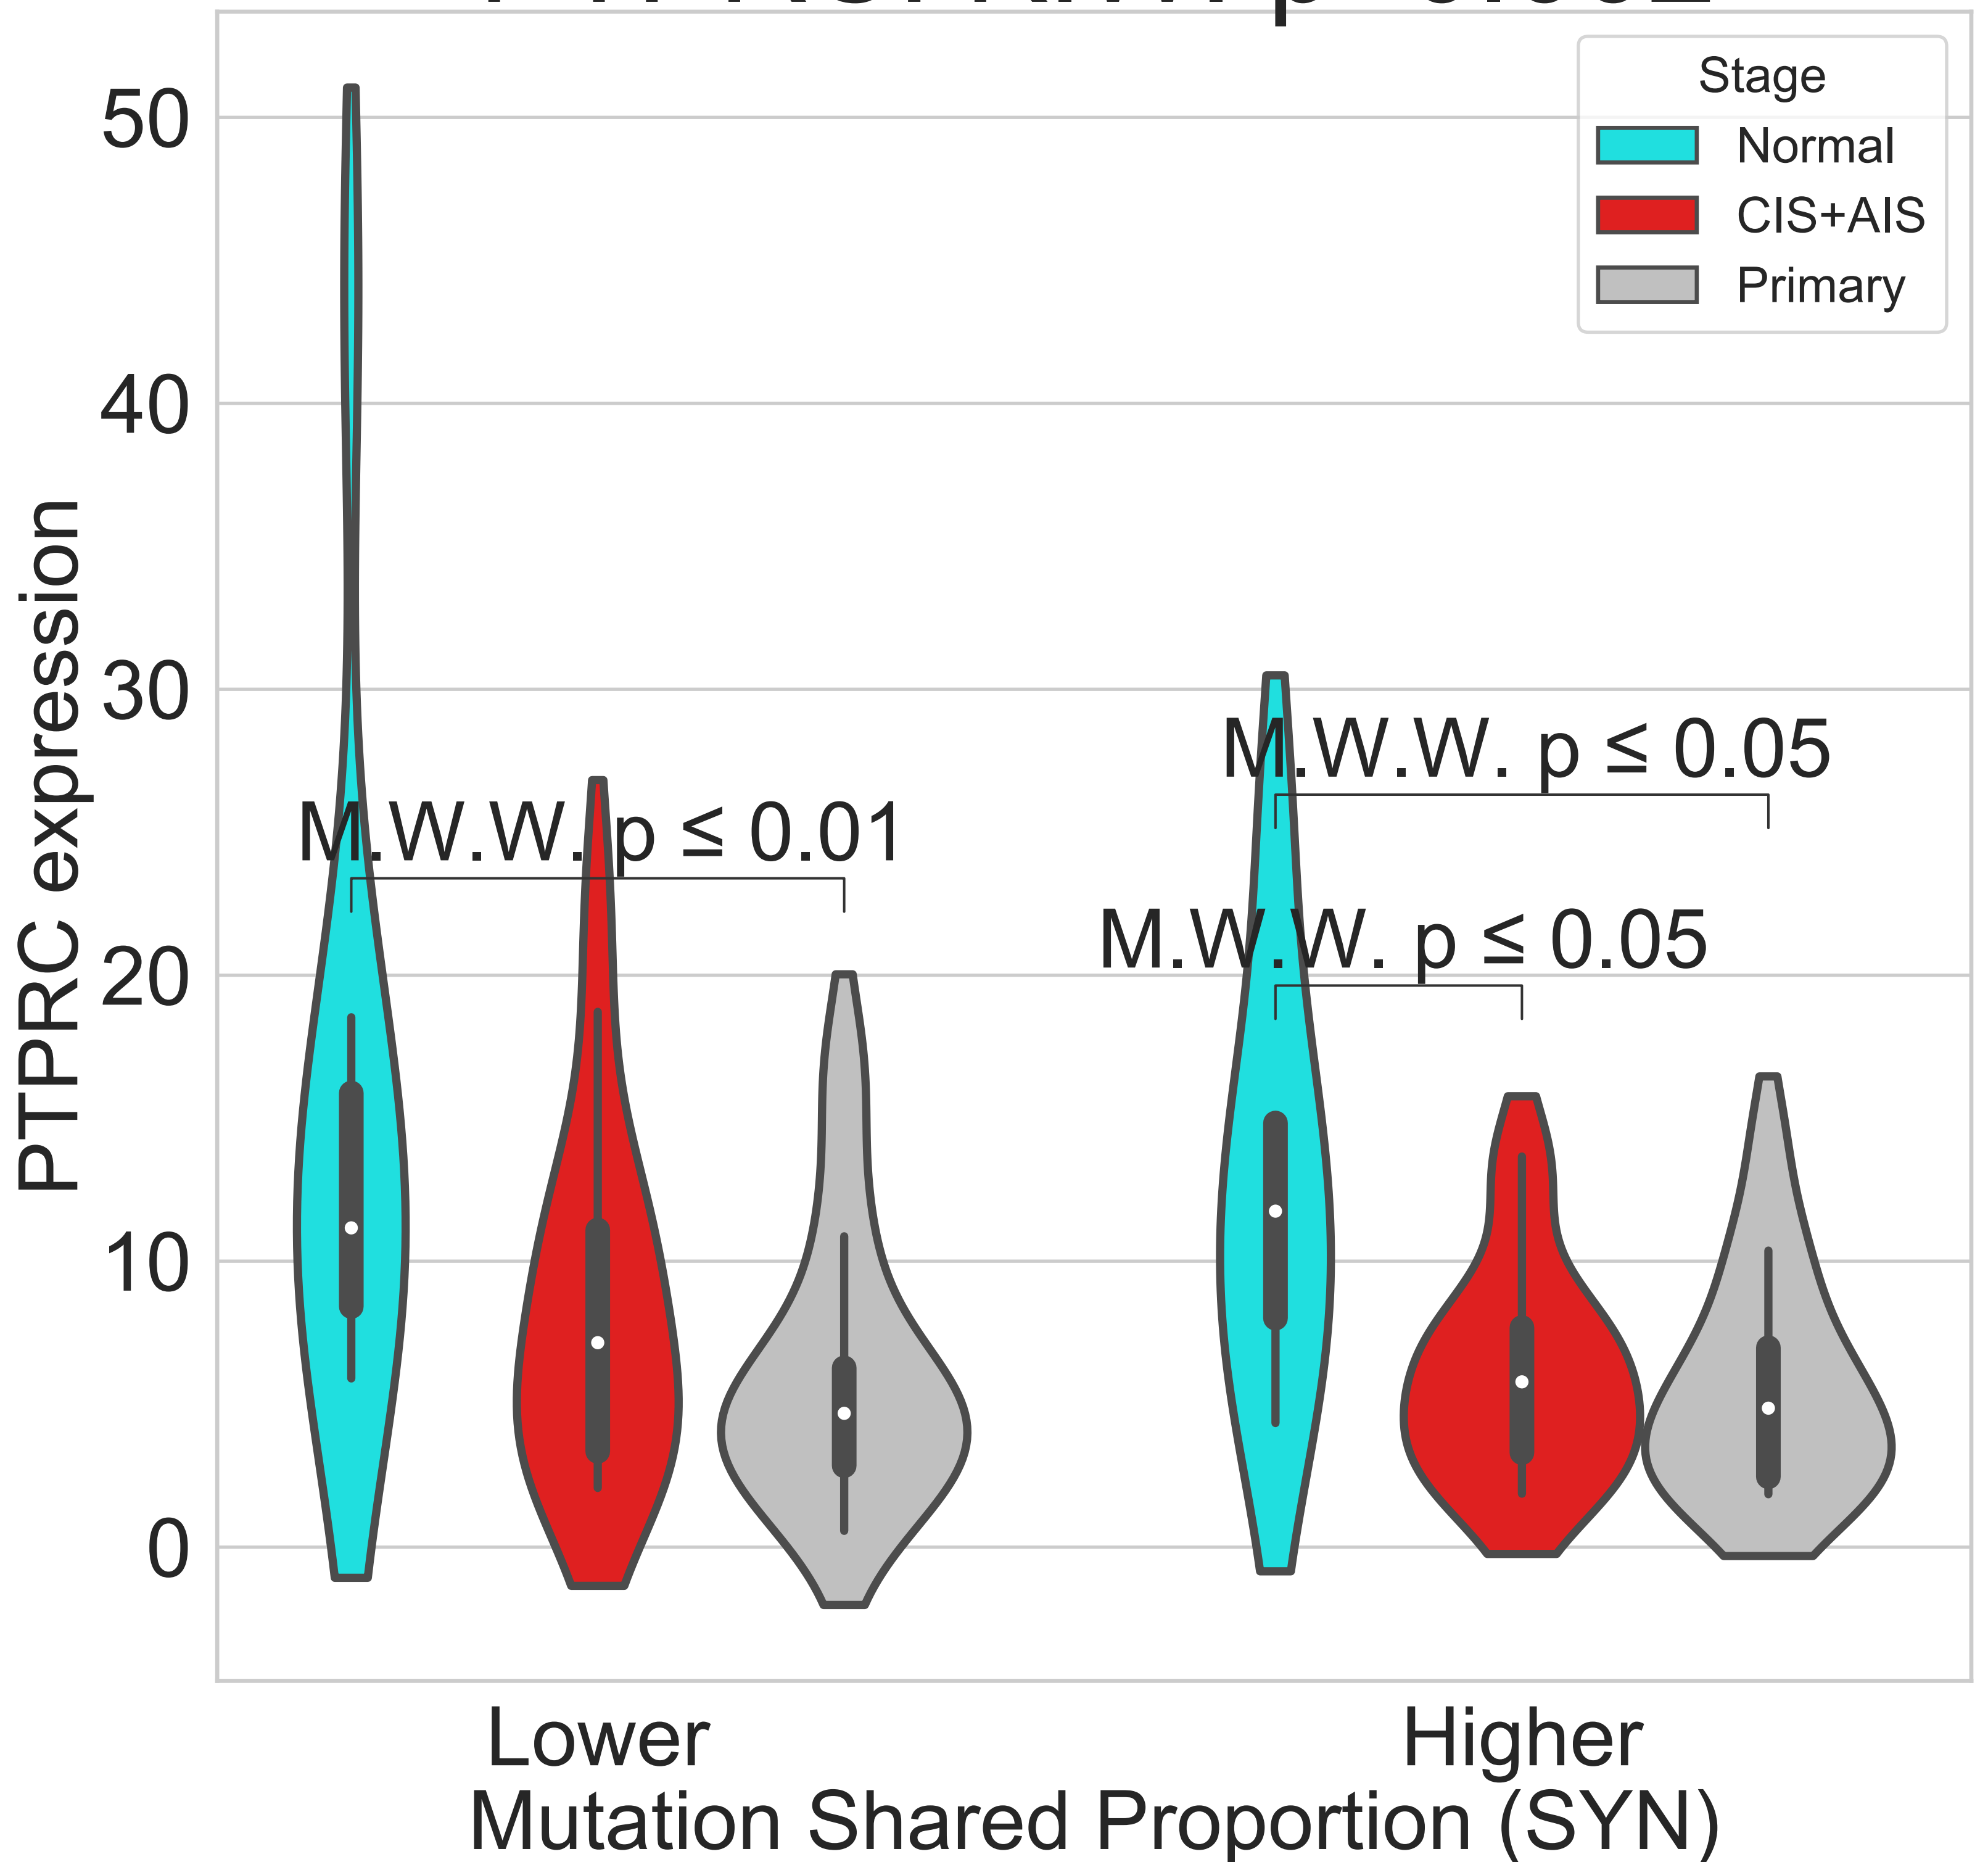 Stage
Normal
CIS+AIS
Primary
50
40
30
20
10
0
PTPRC expression
M.W.W. p ≤ 0.01
M.W.W. p ≤ 0.05
M.W.W. p ≤ 0.05
Lower
Higher
Mutation Shared Proportion (SYN)